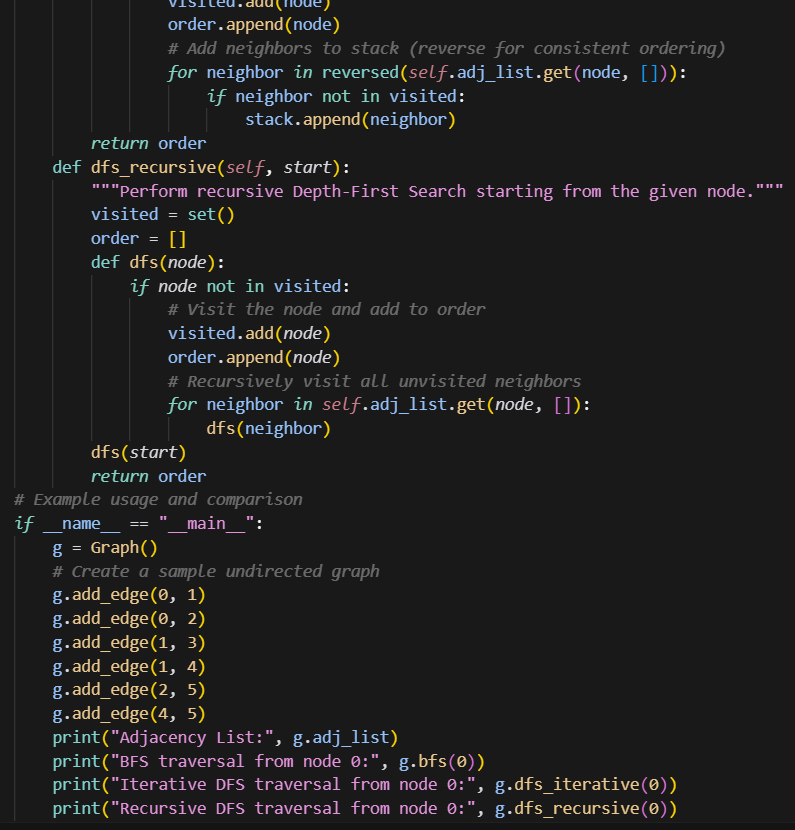 visited.add(node)
order.append(node)
# Add neighbors to stack (reverse for consistent ordering)
for neighbor in reversed(self.adj_list.get(node, [])):
if neighbor not in visited:
stack.append(neighbor)
return order
def dfs_recursive(self, start):
"""Perform recursive Depth-First Search starting from the given node."""
visited = set()
order = []
def dfs(node):
if node not in visited:
# Visit the node and add to order
visited.add(node)
order.append(node)
# Recursively visit all unvisited neighbors
for neighbor in self.adj_list.get(node, []):
dfs(neighbor)
dfs(start)
return order
# Example usage and comparison
if __name__ == "__main__":
g = Graph()
# Create a sample undirected graph
g.add_edge(0, 1)
g.add_edge(0, 2)
g.add_edge(1, 3)
g.add_edge(1, 4)
g.add_edge(2, 5)
g.add_edge(4, 5)
print("Adjacency List:", g.adj_list)
print("BFS traversal from node 0:", g.bfs(0))
print("Iterative DFS traversal from node 0:", g.dfs_iterative(0))
print("Recursive DFS traversal from node 0:", g.dfs_recursive(0))